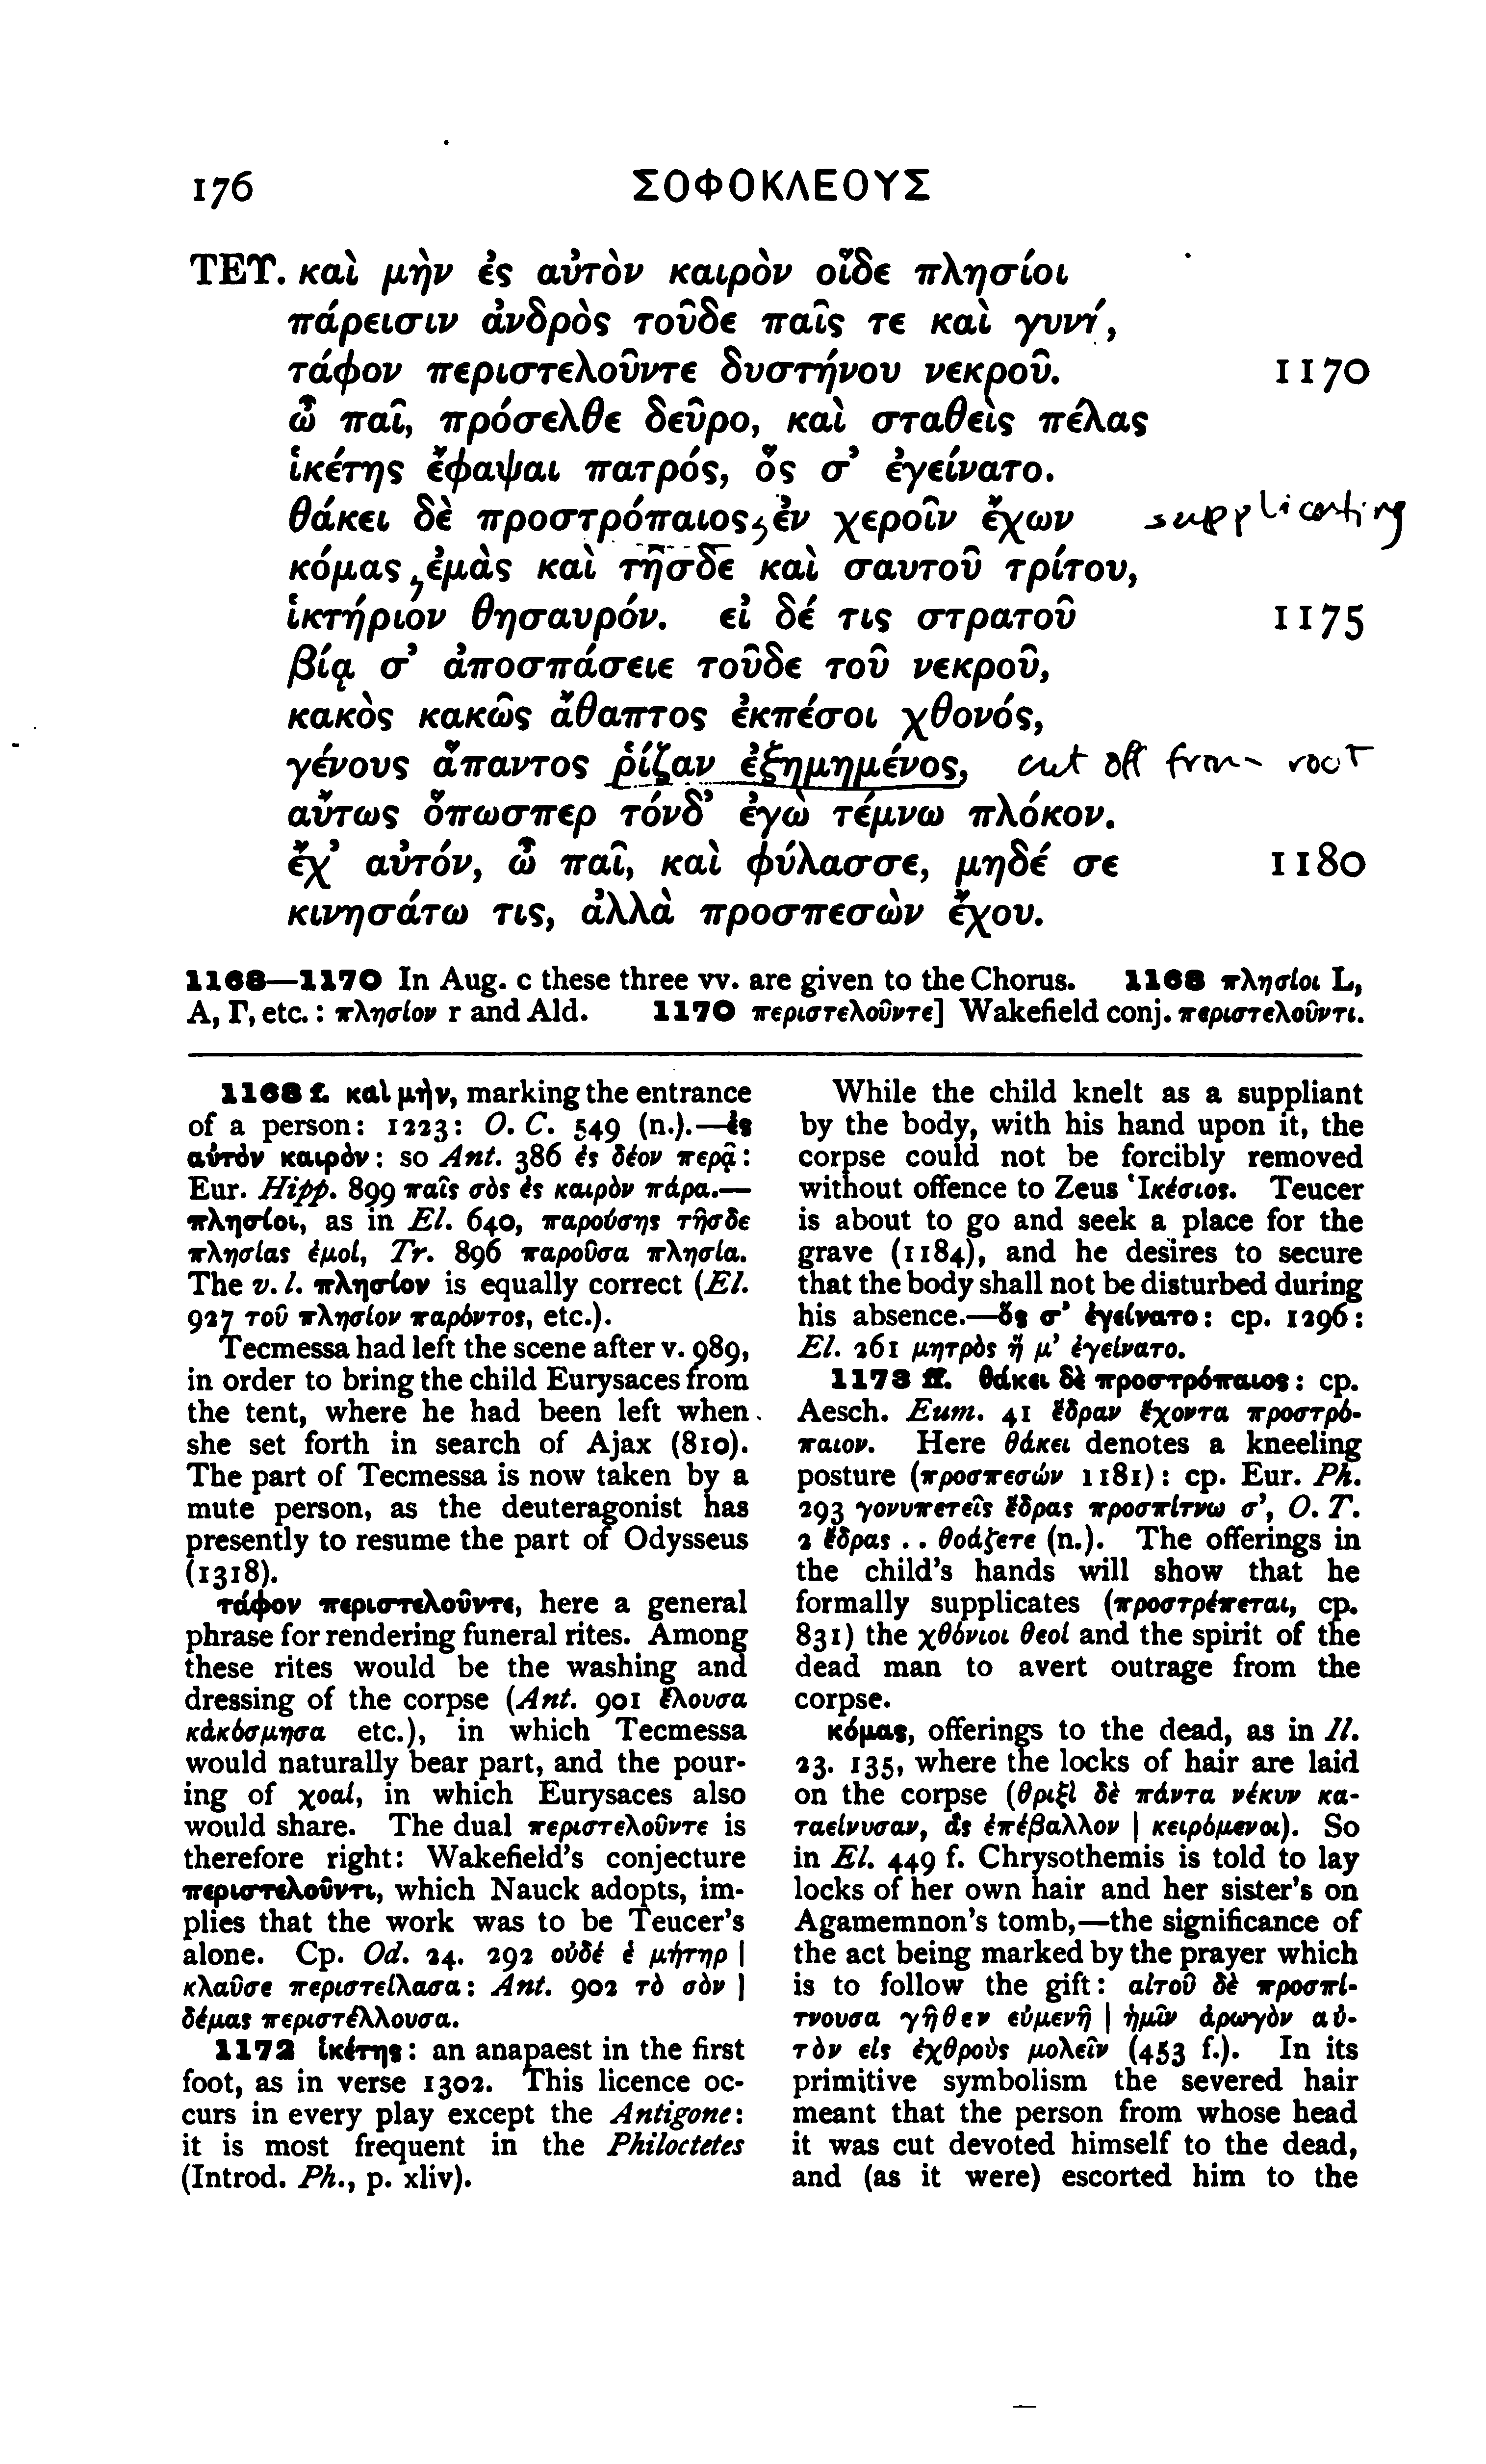 176
ΣΟΦΟΚΛΕΟΥΣ
ΤΕΥ. καὶ μὴν ἐς αὐτὸν καιρὸν οἵδε πλησίοι
πάρεισιν ἀνδρὸς τοῦδε παῖς τε καὶ γυνή,
τάφον περιστελοῦντε δυστήνου νεκροῦ. 1170
ὦ παῖ, πρόσελθε δεῦρο, καὶ σταθεὶς πέλας
ἱκέτης ἔφαψαι πατρός, ὅς σ’ ἐγείνατο.
θάκει δὲ προστρόπαιος, ἐν χεροῖν ἔχων supplicating
κόμας, ἐμὰς καὶ τῆσδε καὶ σαυτοῦ τρίτου,
ἱκτήριον θησαυρόν. εἰ δέ τις στρατοῦ 1175
βίᾳ σ’ ἀποσπάσειε τοῦδε τοῦ νεκροῦ,
κακὸς κακῶς ἄθαπτος ἐκπέσοι χθονός,
γένους ἅπαντος ῥίζαν ἐξημημένος, cut off from root
αὔτως ὅπωσπερ τόνδ’ ἐγὼ τέμνω πλόκον.
ἔχ’ αὐτόν, ὦ παῖ, καὶ φύλασσε, μηδέ σε 1180
κινησάτω τις, ἀλλὰ προσπεσὼν ἔχου.
1168—1170 In Aug. c these three vv. are given to the Chorus. 1168 πλησίοι L,
A, Γ, etc. : πλησίον r and Ald. 1170 περιστελοῦντε] Wakefield conj. περιστελοῦντι.
1168 f. καὶ μὴν, marking the entrance
of a person: 1223: O. C. 549 (n.).—ἐς
αὐτὸν καιρὸν: so Ant. 386 ἐς δέον περᾷ:
Eur. Hipp. 899 παῖς σὸς ἐς καιρὸν πάρα.—
πλησίοι, as in El. 640, παρούσης τῆσδε
πλησίας ἐμοί, Tr. 896 παροῦσα πλησία.
The v. l. πλησίον is equally correct (El.
927 τοῦ πλησίον παρόντος, etc.).
Tecmessa had left the scene after v. 989,
in order to bring the child Eurysaces from
the tent, where he had been left when
she set forth in search of Ajax (810).
The part of Tecmessa is now taken by a
mute person, as the deuteragonist has
presently to resume the part of Odysseus
(1318).
τάφον περιστελοῦντε, here a general
phrase for rendering funeral rites. Among
these rites would be the washing and
dressing of the corpse (Ant. 901 ἔλουσα
κἀκόσμησα etc.), in which Tecmessa
would naturally bear part, and the pour-
ing of χοαί, in which Eurysaces also
would share. The dual περιστελοῦντε is
therefore right: Wakefield’s conjecture
περιστελοῦντι, which Nauck adopts, im-
plies that the work was to be Teucer’s
alone. Cp. Od. 24. 292 οὐδέ ἑ μήτηρ |
κλαῦσε περιστείλασα: Ant. 902 τὸ σὸν |
δέμας περιστέλλουσα.
1172 ἱκέτης: an anapaest in the first
foot, as in verse 1302. This licence oc-
curs in every play except the Antigone:
it is most frequent in the Philoctetes
(Introd. Ph., p. xliv).
While the child knelt as a suppliant
by the body, with his hand upon it, the
corpse could not be forcibly removed
without offence to Zeus Ἱκέσιος. Teucer
is about to go and seek a place for the
grave (1184), and he desires to secure
that the body shall not be disturbed during
his absence.—ὅς σ’ ἐγείνατο: cp. 1296:
El. 261 μητρὸς ἥ μ’ ἐγείνατο.
1173 ff. θάκει δὲ προστρόπαιος: cp.
Aesch. Eum. 41 ἕδραν ἔχοντα προστρό-
παιον. Here θάκει denotes a kneeling
posture (προσπεσών 1181): cp. Eur. Ph.
293 γονυπετεῖς ἕδρας προσπίτνω σ’, O. T.
2 ἕδρας .. θοάζετε (n.). The offerings in
the child’s hands will show that he
formally supplicates (προστρέπεται, cp.
831) the χθόνιοι θεοί and the spirit of the
dead man to avert outrage from the
corpse.
κόμας, offerings to the dead, as in Il.
23. 135, where the locks of hair are laid
on the corpse (θριξὶ δὲ πάντα νέκυν κα-
ταείνυσαν, ἃς ἐπέβαλλον | κειρόμενοι). So
in El. 449 f. Chrysothemis is told to lay
locks of her own hair and her sister’s on
Agamemnon’s tomb,—the significance of
the act being marked by the prayer which
is to follow the gift: αἰτοῦ δὲ προσπί-
τνουσα γῆθεν εὐμενῆ | ἡμῖν ἀρωγὸν αὐ-
τὸν εἰς ἐχθροὺς μολεῖν (453 f.). In its
primitive symbolism the severed hair
meant that the person from whose head
it was cut devoted himself to the dead,
and (as it were) escorted him to the